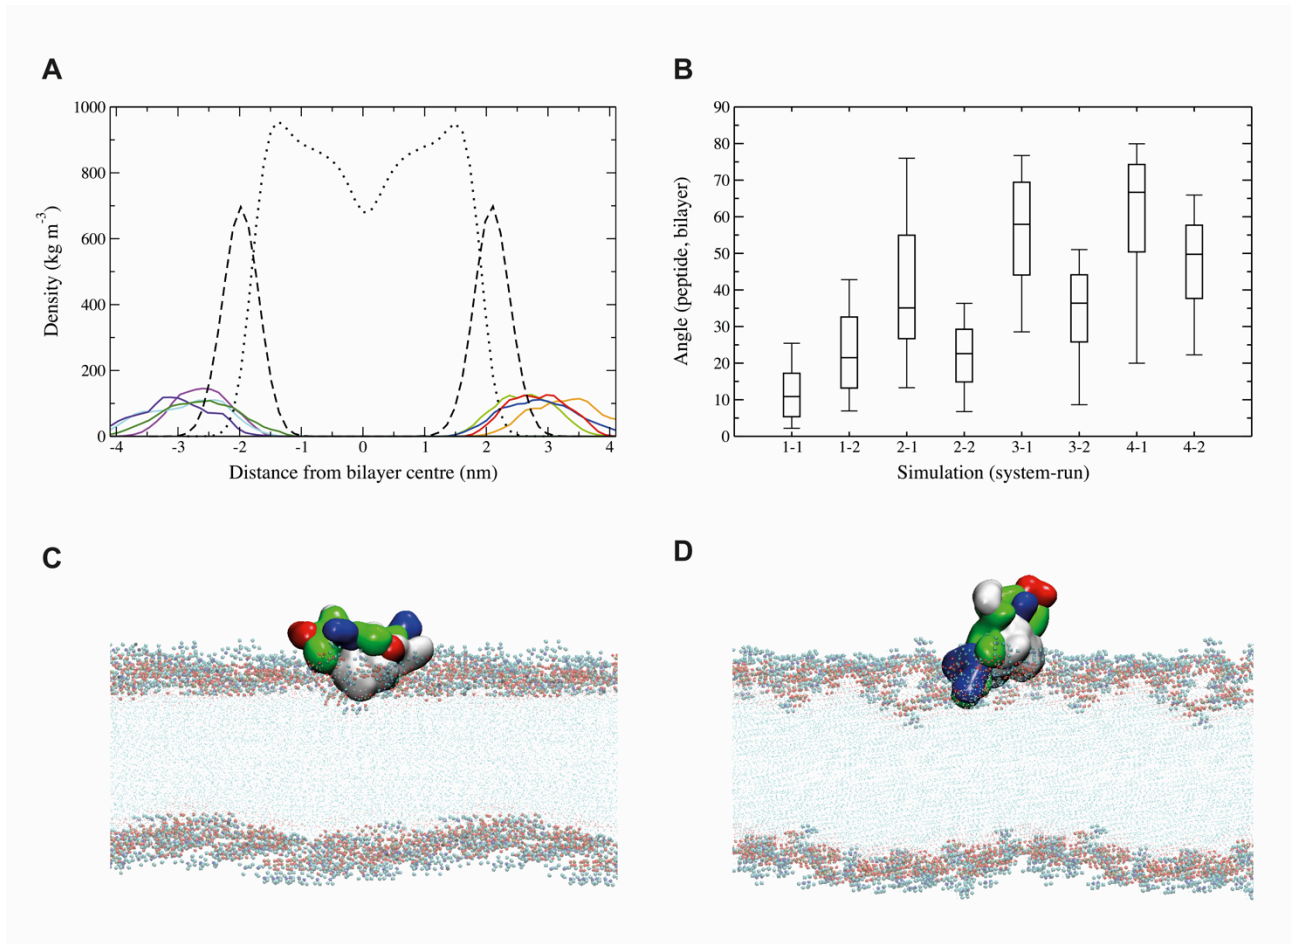 A
B
1000
800
600
400
200
0
Density (kg m⁻³)
-4 -3 -2 -1 0 1 2 3 4
Distance from bilayer centre (nm)
90
80
70
60
50
40
30
20
10
0
Angle (peptide, bilayer)
1-1 1-2 2-1 2-2 3-1 3-2 4-1 4-2
Simulation (system-run)
C
D